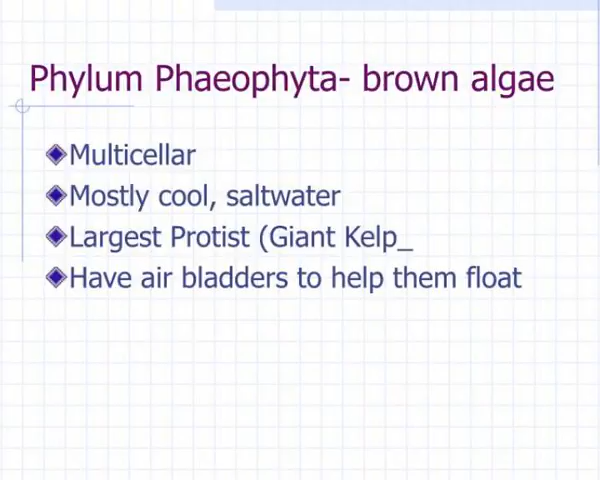 Phylum Phaeophyta- brown algae
Multicellar
Mostly cool, saltwater
Largest Protist (Giant Kelp_
Have air bladders to help them float